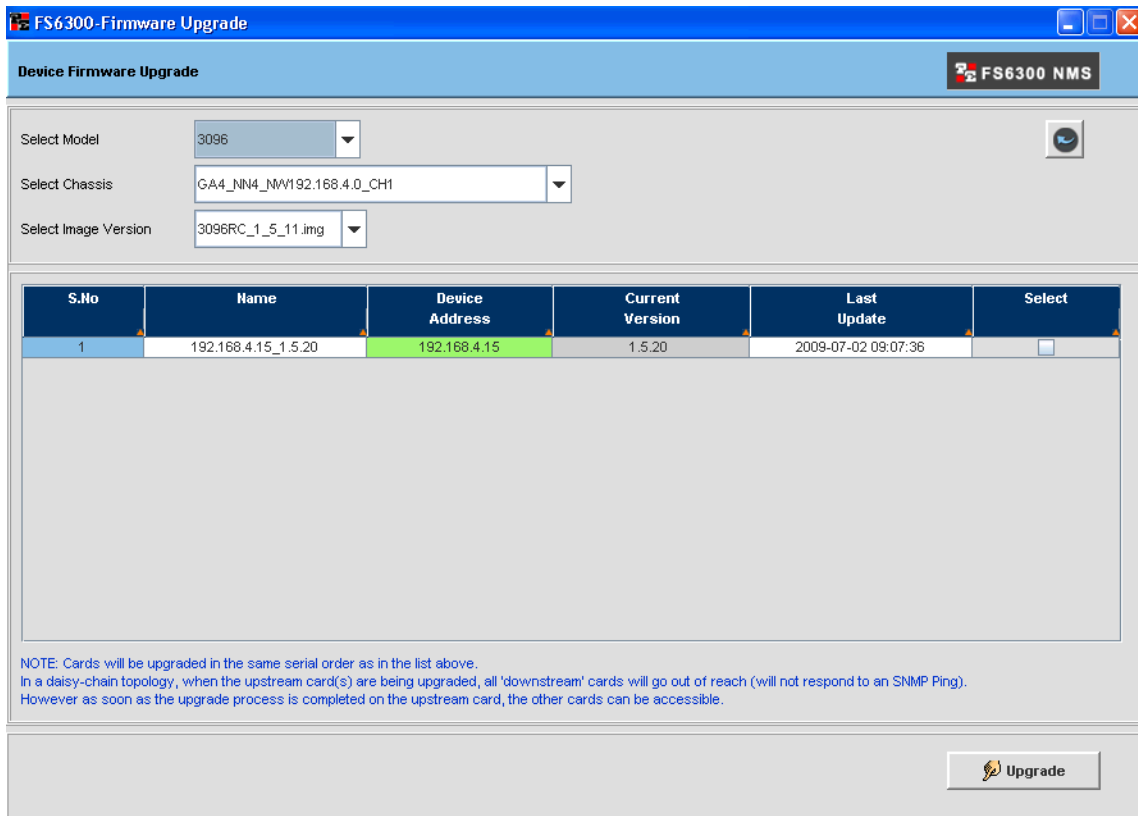 FS6300-Firmware Upgrade
Device Firmware Upgrade
FS6300 NMS
Select Model
3096
Select Chassis
GA4_NN4_NW192.168.4.0_CH1
Select Image Version
3096RC_1_5_11.img
S.No Name Device Address Current Version Last Update Select
1 192.168.4.15_1.5.20 192.168.4.15 1.5.20 2009-07-02 09:07:36
NOTE: Cards will be upgraded in the same serial order as in the list above.
In a daisy-chain topology, when the upstream card(s) are being upgraded, all 'downstream' cards will go out of reach (will not respond to an SNMP Ping).
However as soon as the upgrade process is completed on the upstream card, the other cards can be accessible.
Upgrade